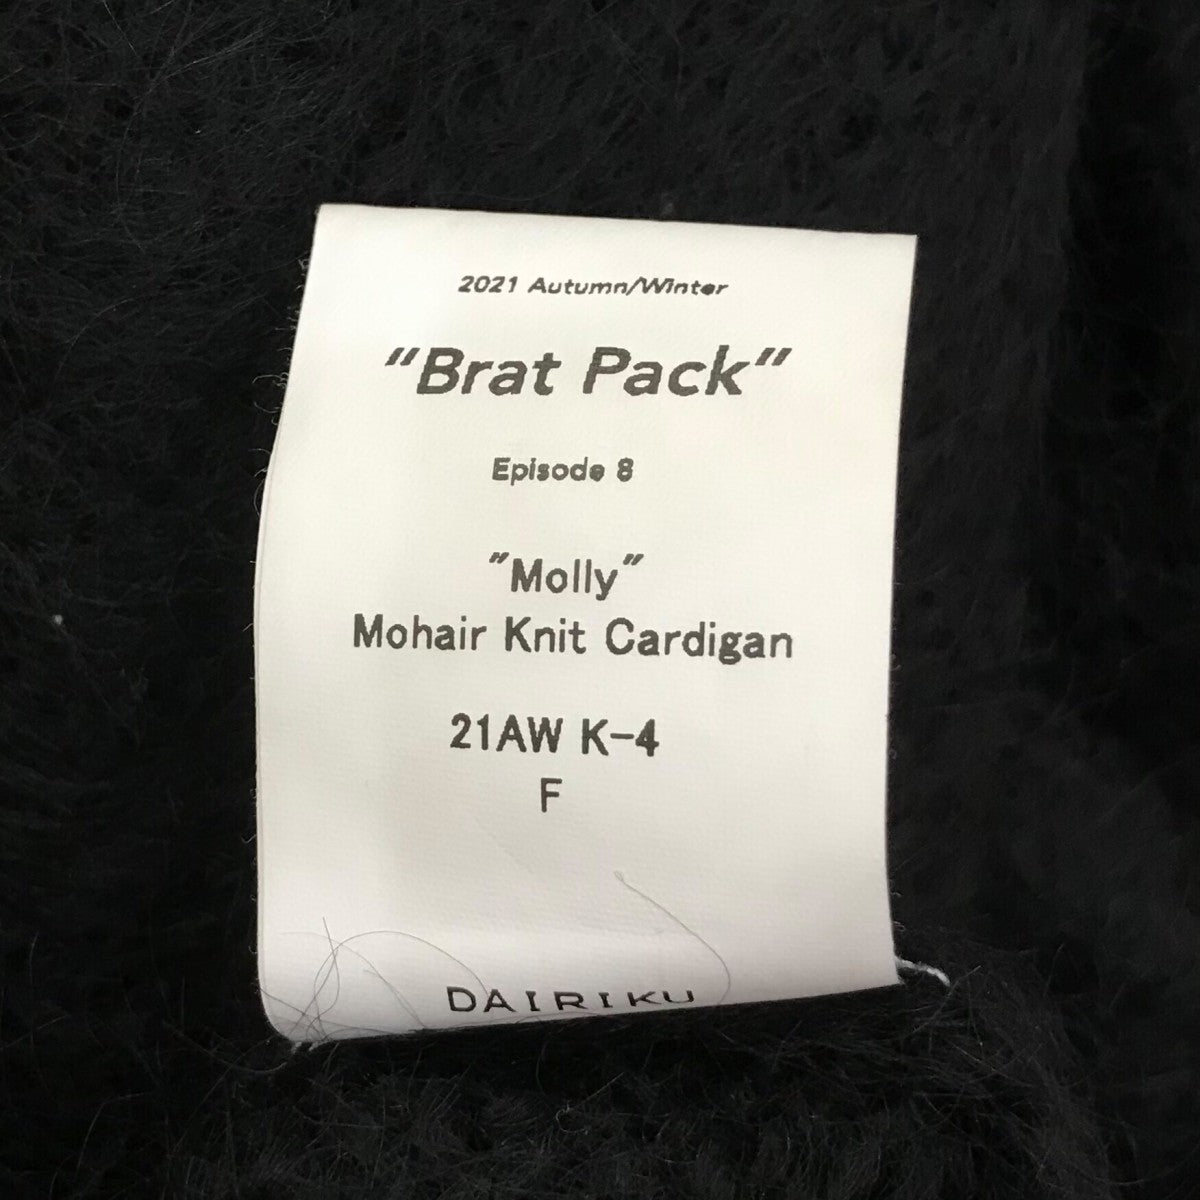 2021 Autumn/Winter
"Brat Pack"
Episode 8
"Molly"
Mohair Knit Cardigan
21AW K-4
F
DAIRIKU